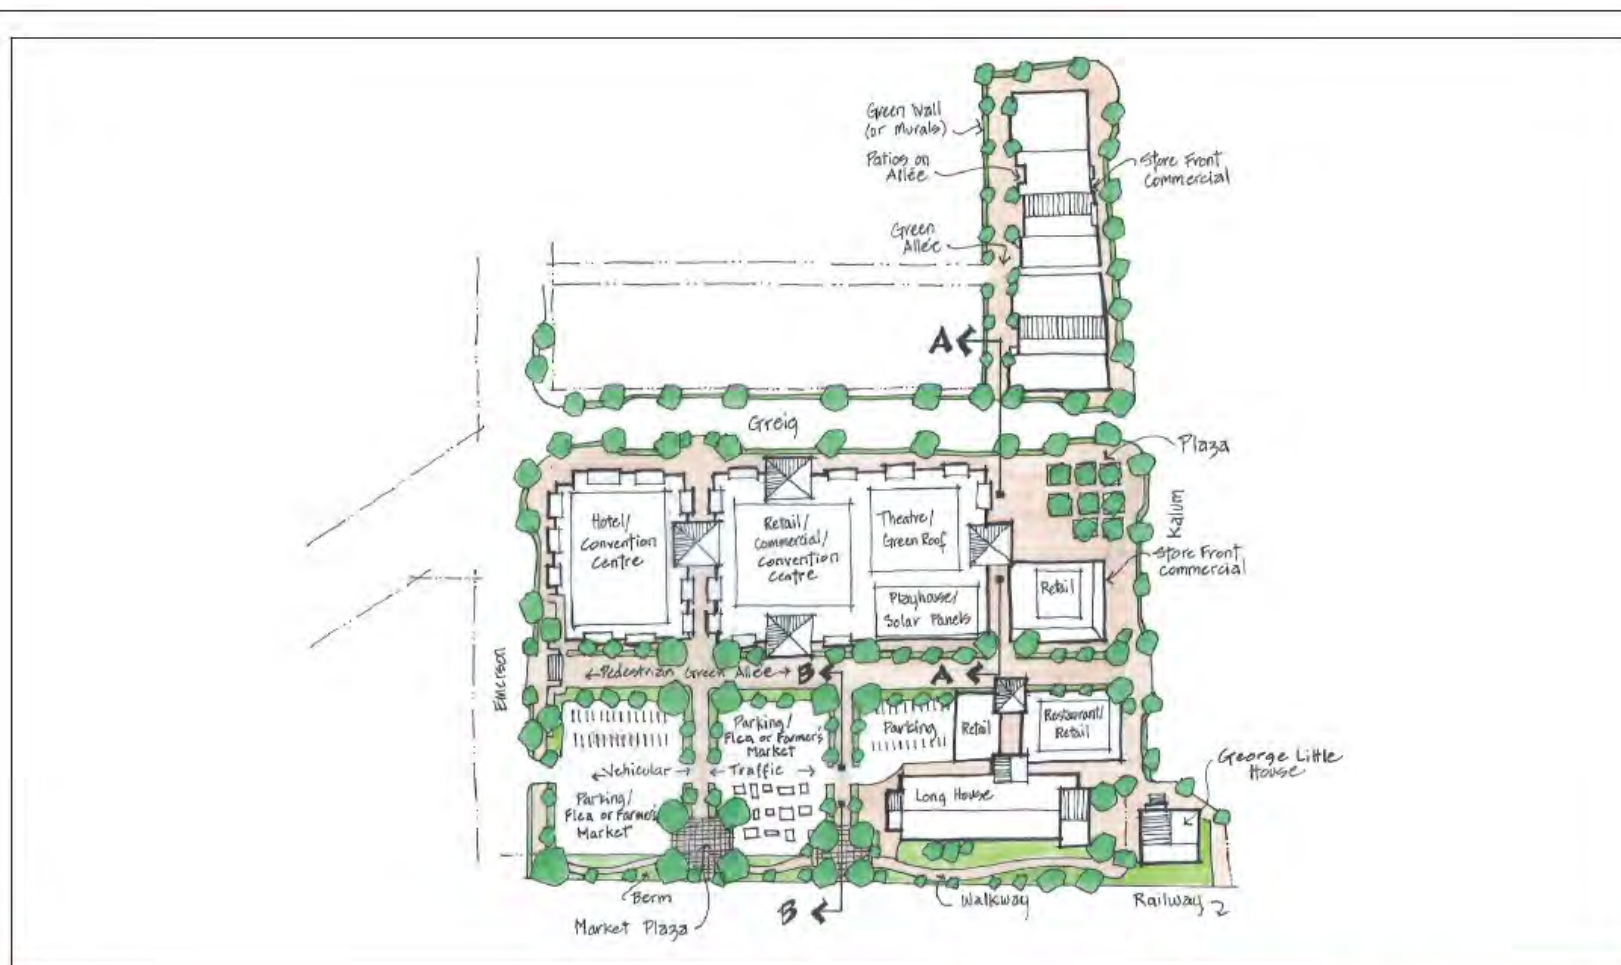 Green Wall
(or Murals)
Patios on
Allée
Store Front
Commercial
Green
Allée
A
Greig
Plaza
Kalum
Hotel/
Convention
Centre
Retail/
Commercial/
Convention
Centre
Theatre/
Green Roof
Playhouse/
Solar Panels
Retail
Store Front
Commercial
Emerson
Pedestrian Green Allée
B
A
Parking/
Flea or Farmer's
Market
Parking
Retail
Restaurant/
Retail
Vehicular
Traffic
Parking/
Flea or Farmer's
Market
Long House
George Little
House
Berm
Market Plaza
B
Walkway
Railway